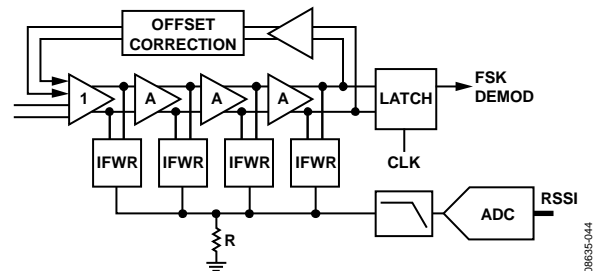 OFFSET
CORRECTION
1
A
A
A
LATCH
FSK
DEMOD
IFWR
IFWR
IFWR
IFWR
CLK
R
ADC
RSSI
08635-044